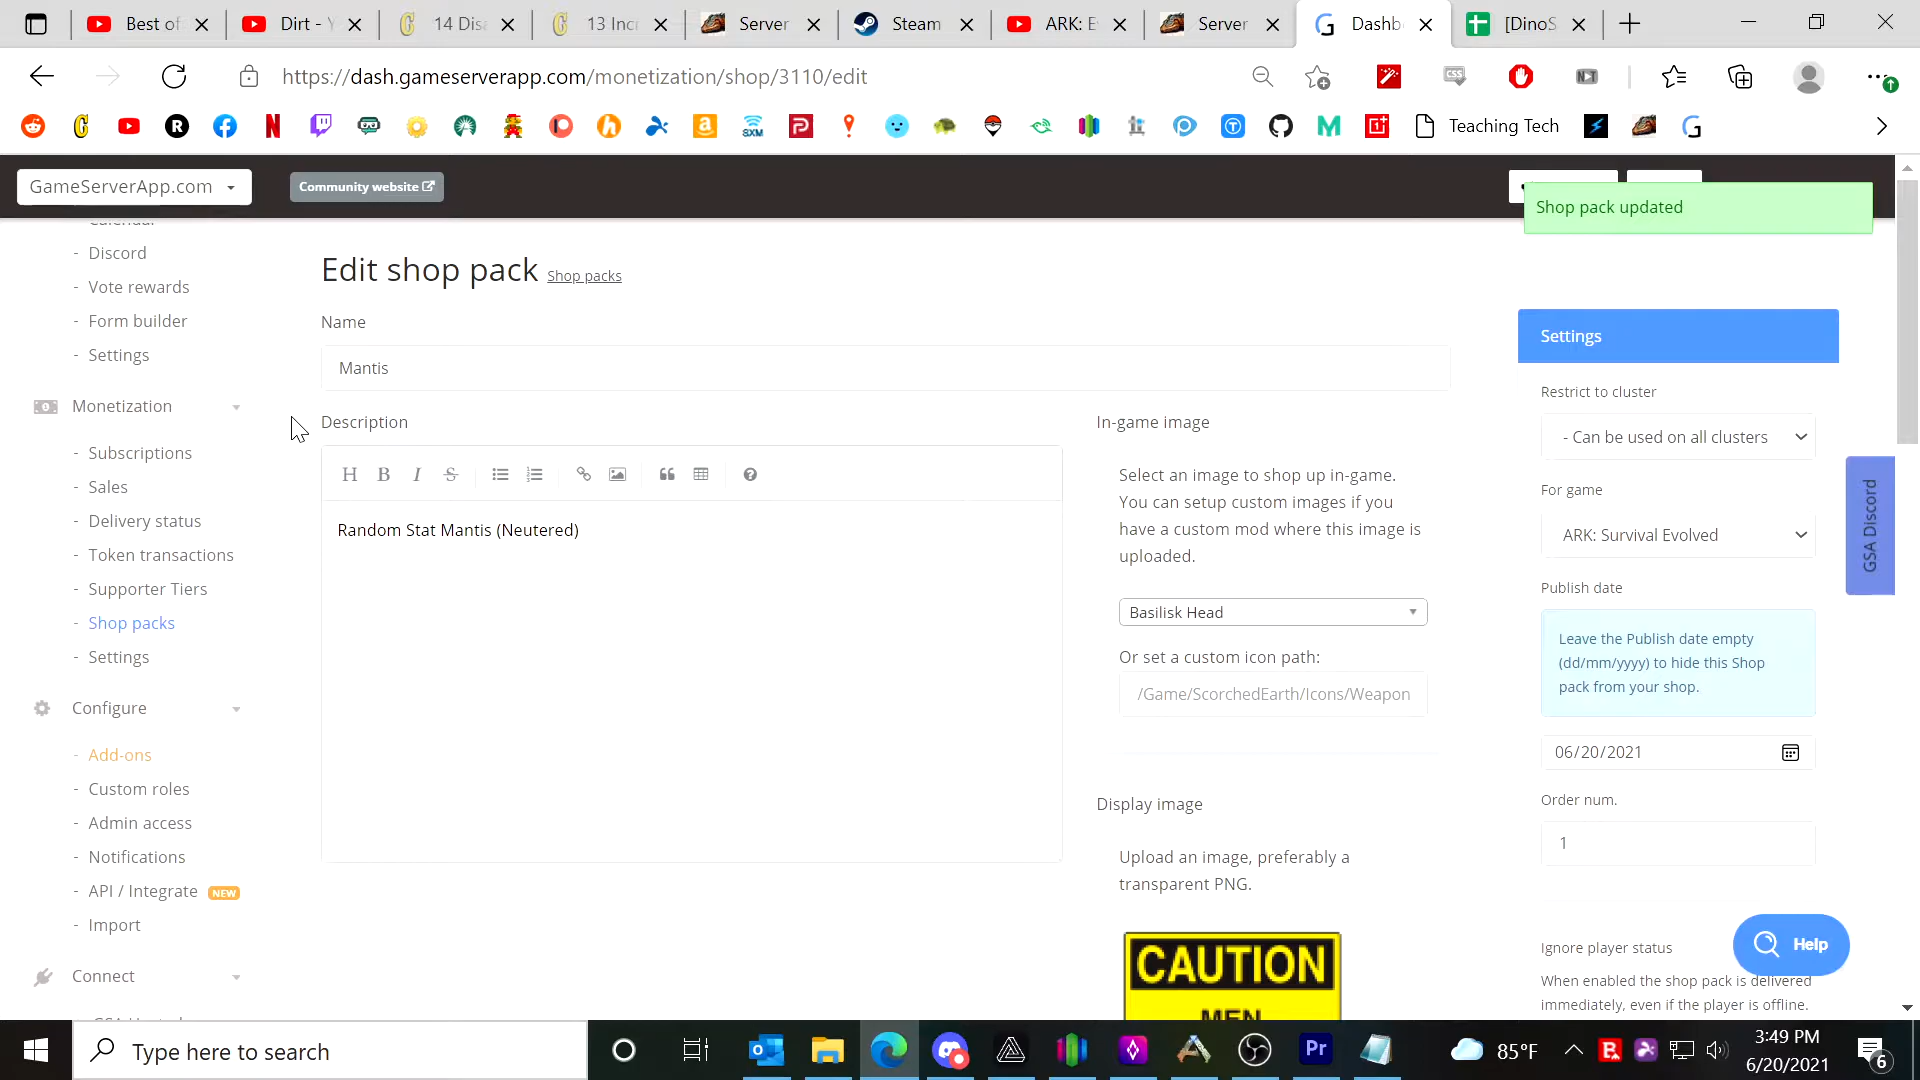 Best of
Dirt - Y
14 Disa
13 Inc
Server
Steam
ARK: E
Server
Dashb
[DinoS
https://dash.gameserverapp.com/monetization/shop/3110/edit
Teaching Tech
GameServerApp.com
Community website
Shop pack updated
- Discord
- Vote rewards
- Form builder
- Settings
Monetization
- Subscriptions
- Sales
- Delivery status
- Token transactions
- Supporter Tiers
- Shop packs
- Settings
Configure
- Add-ons
- Custom roles
- Admin access
- Notifications
- API / Integrate NEW
- Import
Connect
Edit shop pack Shop packs
Name
Mantis
Description
H B I S
Random Stat Mantis (Neutered)
In-game image
Select an image to shop up in-game.
You can setup custom images if you
have a custom mod where this image is
uploaded.
Basilisk Head
Or set a custom icon path:
/Game/ScorchedEarth/Icons/Weapon
Display image
Upload an image, preferably a
transparent PNG.
CAUTION
MEN
Settings
Restrict to cluster
- Can be used on all clusters
For game
ARK: Survival Evolved
Publish date
Leave the Publish date empty
(dd/mm/yyyy) to hide this Shop
pack from your shop.
06/20/2021
Order num.
1
Ignore player status
When enabled the shop pack is delivered
immediately, even if the player is offline.
GSA Discord
Help
Type here to search
Pr
85°F
3:49 PM
6/20/2021
6